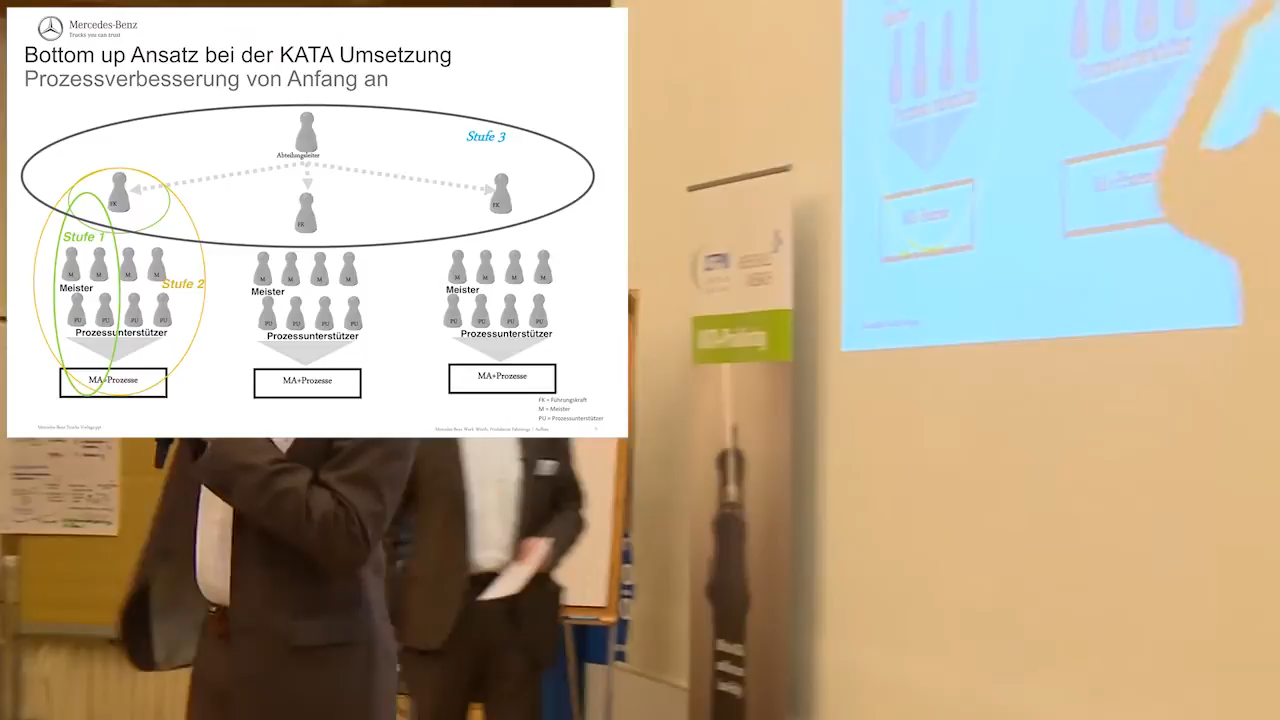 Mercedes-Benz
Trucks you can trust
Bottom up Ansatz bei der KATA Umsetzung
Prozessverbesserung von Anfang an
Stufe 3
Abteilungsleiter
FK
FK
FK
Stufe 1
M M M M
M M M M
M M M M
Stufe 2
Meister
Meister
Meister
PU PU PU PU
PU PU PU PU
PU PU PU PU
Prozessunterstützer
Prozessunterstützer
Prozessunterstützer
MA+Prozesse
MA+Prozesse
MA+Prozesse
FK = Führungskraft
M = Meister
PU = Prozessunterstützer